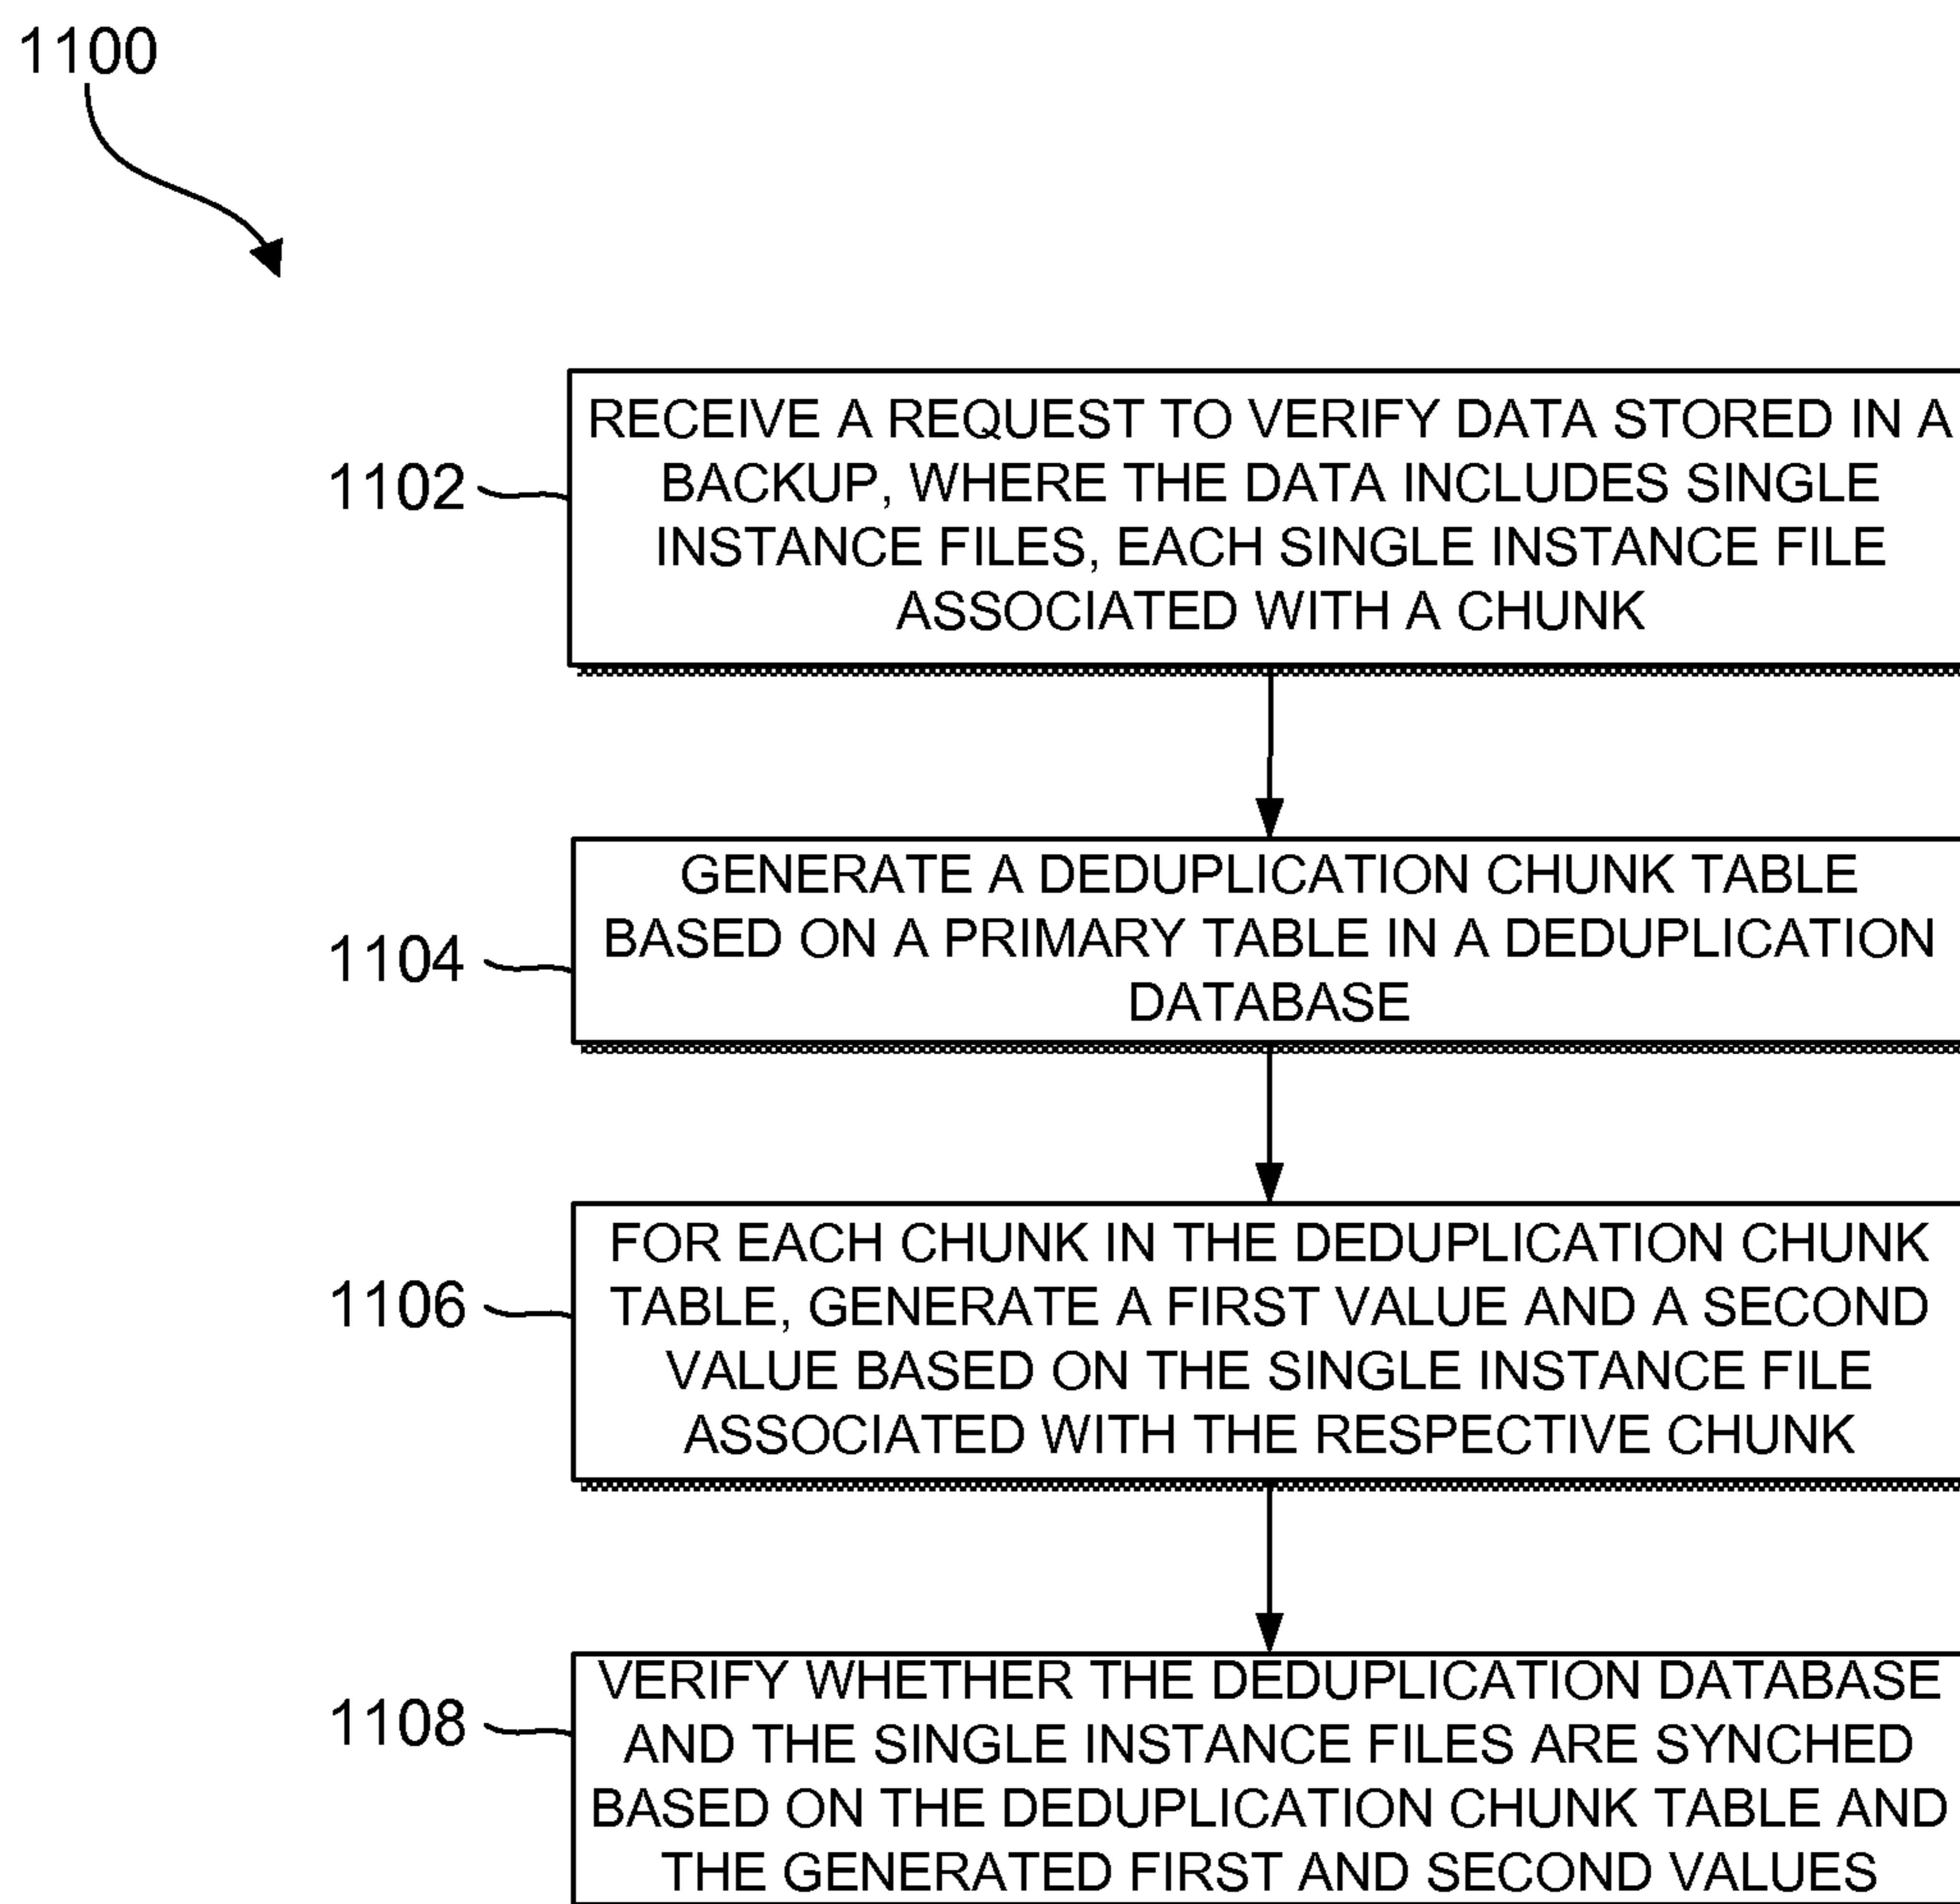 1100
RECEIVE A REQUEST TO VERIFY DATA STORED IN A
BACKUP, WHERE THE DATA INCLUDES SINGLE
INSTANCE FILES, EACH SINGLE INSTANCE FILE
ASSOCIATED WITH A CHUNK
1102
GENERATE A DEDUPLICATION CHUNK TABLE
BASED ON A PRIMARY TABLE IN A DEDUPLICATION
DATABASE
1104
FOR EACH CHUNK IN THE DEDUPLICATION CHUNK
TABLE, GENERATE A FIRST VALUE AND A SECOND
VALUE BASED ON THE SINGLE INSTANCE FILE
ASSOCIATED WITH THE RESPECTIVE CHUNK
1106
VERIFY WHETHER THE DEDUPLICATION DATABASE
AND THE SINGLE INSTANCE FILES ARE SYNCHED
BASED ON THE DEDUPLICATION CHUNK TABLE AND
THE GENERATED FIRST AND SECOND VALUES
1108